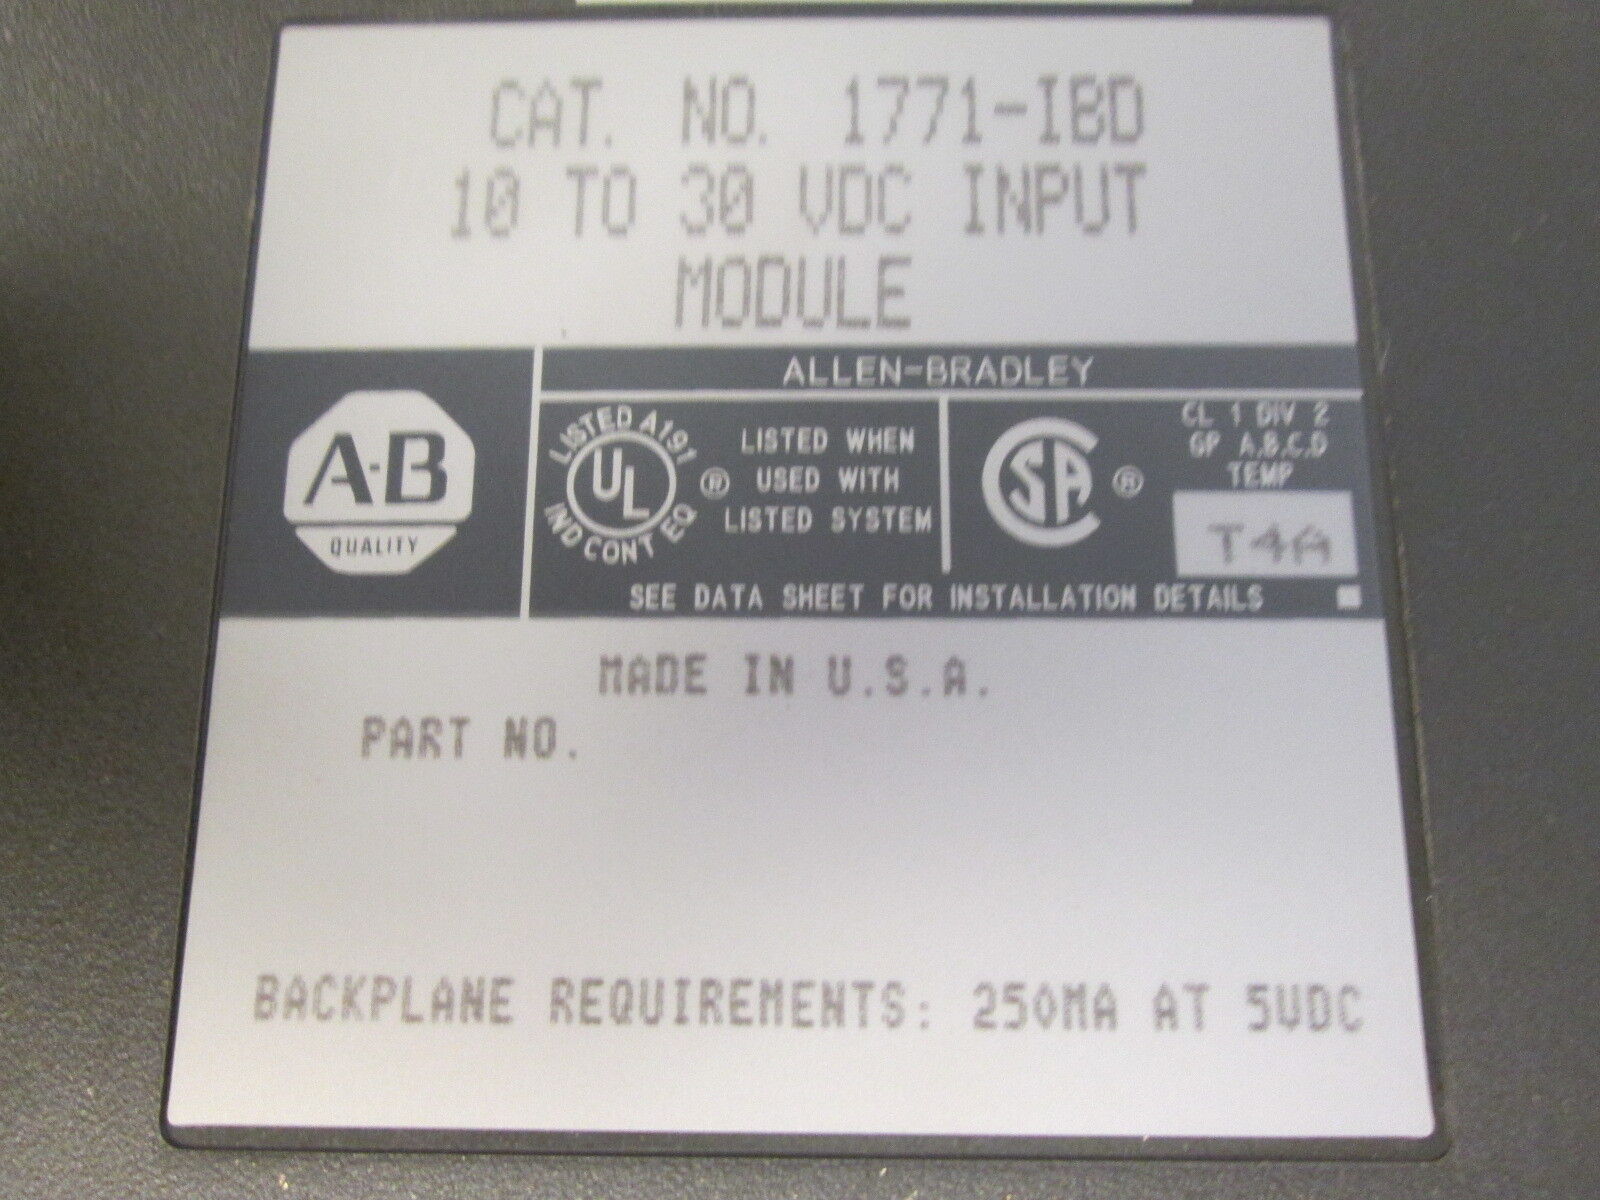 CAT. NO. 1771-IBD
10 TO 30 VDC INPUT
MODULE
ALLEN-BRADLEY
A-B
QUALITY
LISTED A191
UL
IND CONT EQ
®
LISTED WHEN
USED WITH
LISTED SYSTEM
SA
®
CL 1 DIV 2
GP A,B,C,D
TEMP
T4A
SEE DATA SHEET FOR INSTALLATION DETAILS
MADE IN U.S.A.
PART NO.
BACKPLANE REQUIREMENTS: 250MA AT 5VDC